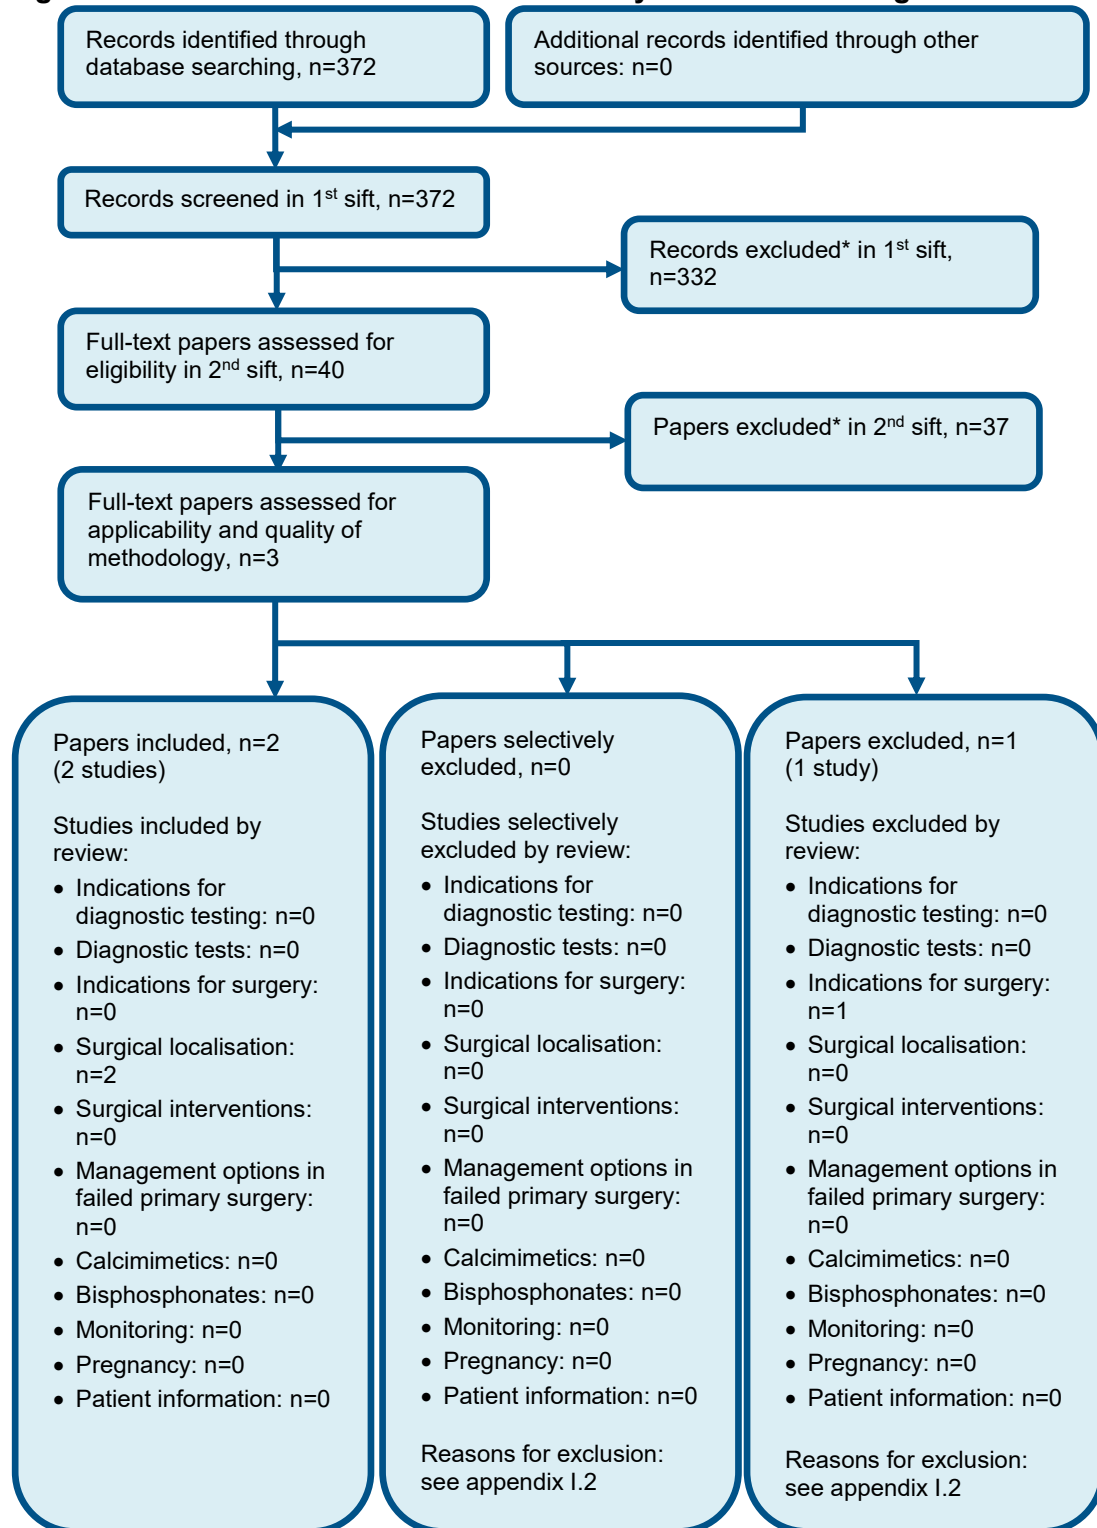 Records identified through
database searching, n=372
Additional records identified through other
sources: n=0
Records screened in 1st sift, n=372
Records excluded* in 1st sift,
n=332
Full-text papers assessed for
eligibility in 2nd sift, n=40
Papers excluded* in 2nd sift, n=37
Full-text papers assessed for
applicability and quality of
methodology, n=3
Papers included, n=2
(2 studies)
Studies included by
review:
• Indications for
diagnostic testing: n=0
• Diagnostic tests: n=0
• Indications for surgery:
n=0
• Surgical localisation:
n=2
• Surgical interventions:
n=0
• Management options in
failed primary surgery:
n=0
• Calcimimetics: n=0
• Bisphosphonates: n=0
• Monitoring: n=0
• Pregnancy: n=0
• Patient information: n=0
Papers selectively
excluded, n=0
Studies selectively
excluded by review:
• Indications for
diagnostic testing: n=0
• Diagnostic tests: n=0
• Indications for surgery:
n=0
• Surgical localisation:
n=0
• Surgical interventions:
n=0
• Management options in
failed primary surgery:
n=0
• Calcimimetics: n=0
• Bisphosphonates: n=0
• Monitoring: n=0
• Pregnancy: n=0
• Patient information: n=0
Reasons for exclusion:
see appendix I.2
Papers excluded, n=1
(1 study)
Studies excluded by
review:
• Indications for
diagnostic testing: n=0
• Diagnostic tests: n=0
• Indications for surgery:
n=1
• Surgical localisation:
n=0
• Surgical interventions:
n=0
• Management options in
failed primary surgery:
n=0
• Calcimimetics: n=0
• Bisphosphonates: n=0
• Monitoring: n=0
• Pregnancy: n=0
• Patient information: n=0
Reasons for exclusion:
see appendix I.2